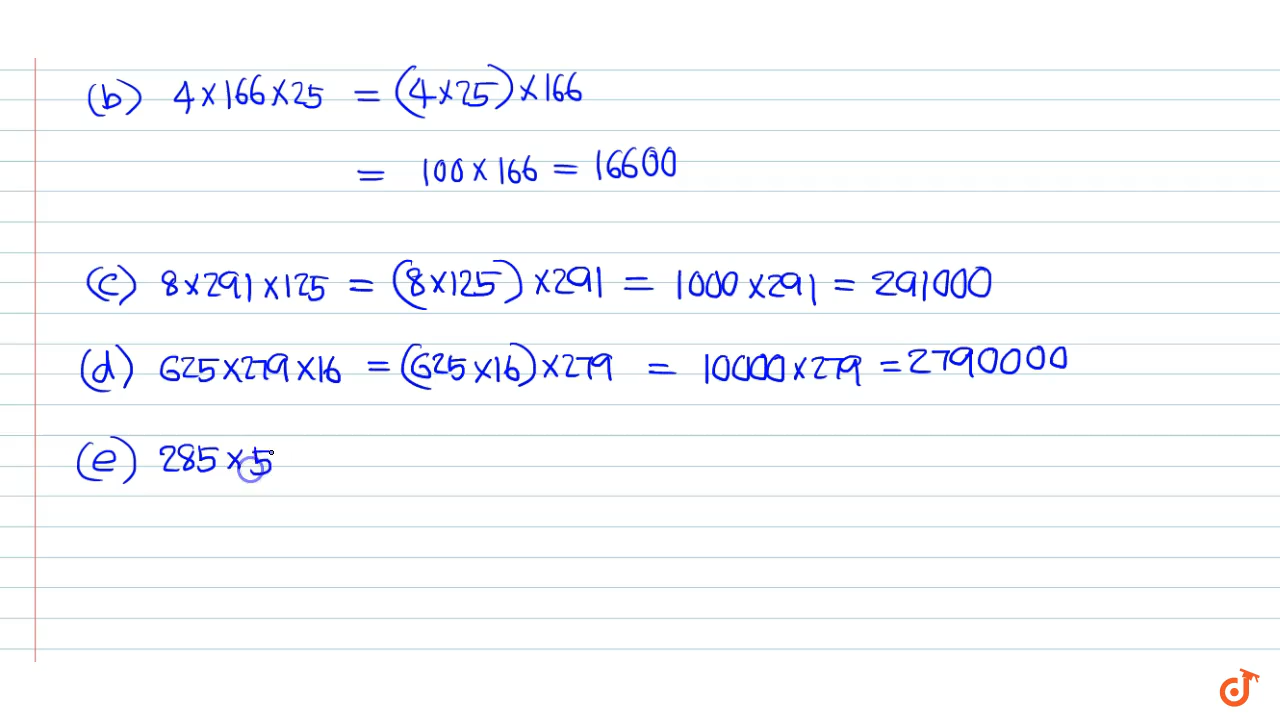 (b) 4×166×25 = (4×25)×166
= 100×166 = 16600
(c) 8×291×125 = (8×125)×291 = 1000×291 = 291000
(d) 625×279×16 = (625×16)×279 = 10000×279 = 2790000
(e) 285×5